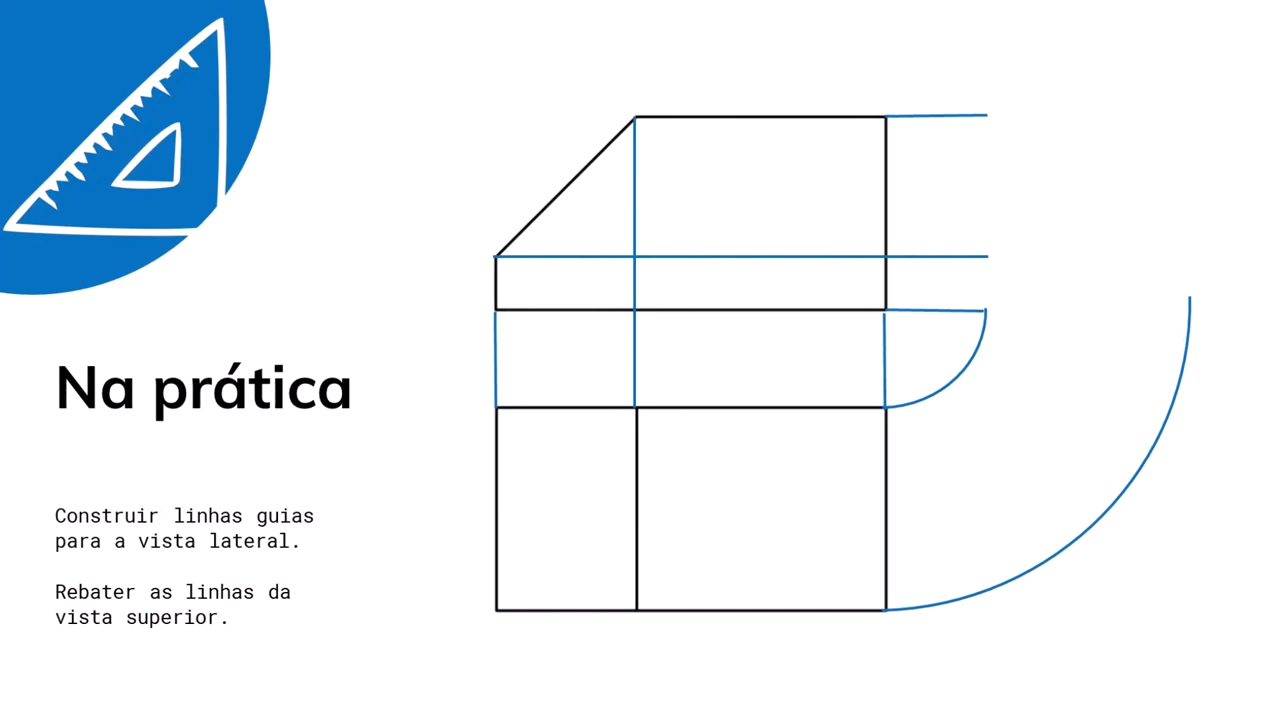 Na prática
Construir linhas guias
para a vista lateral.
Rebater as linhas da
vista superior.